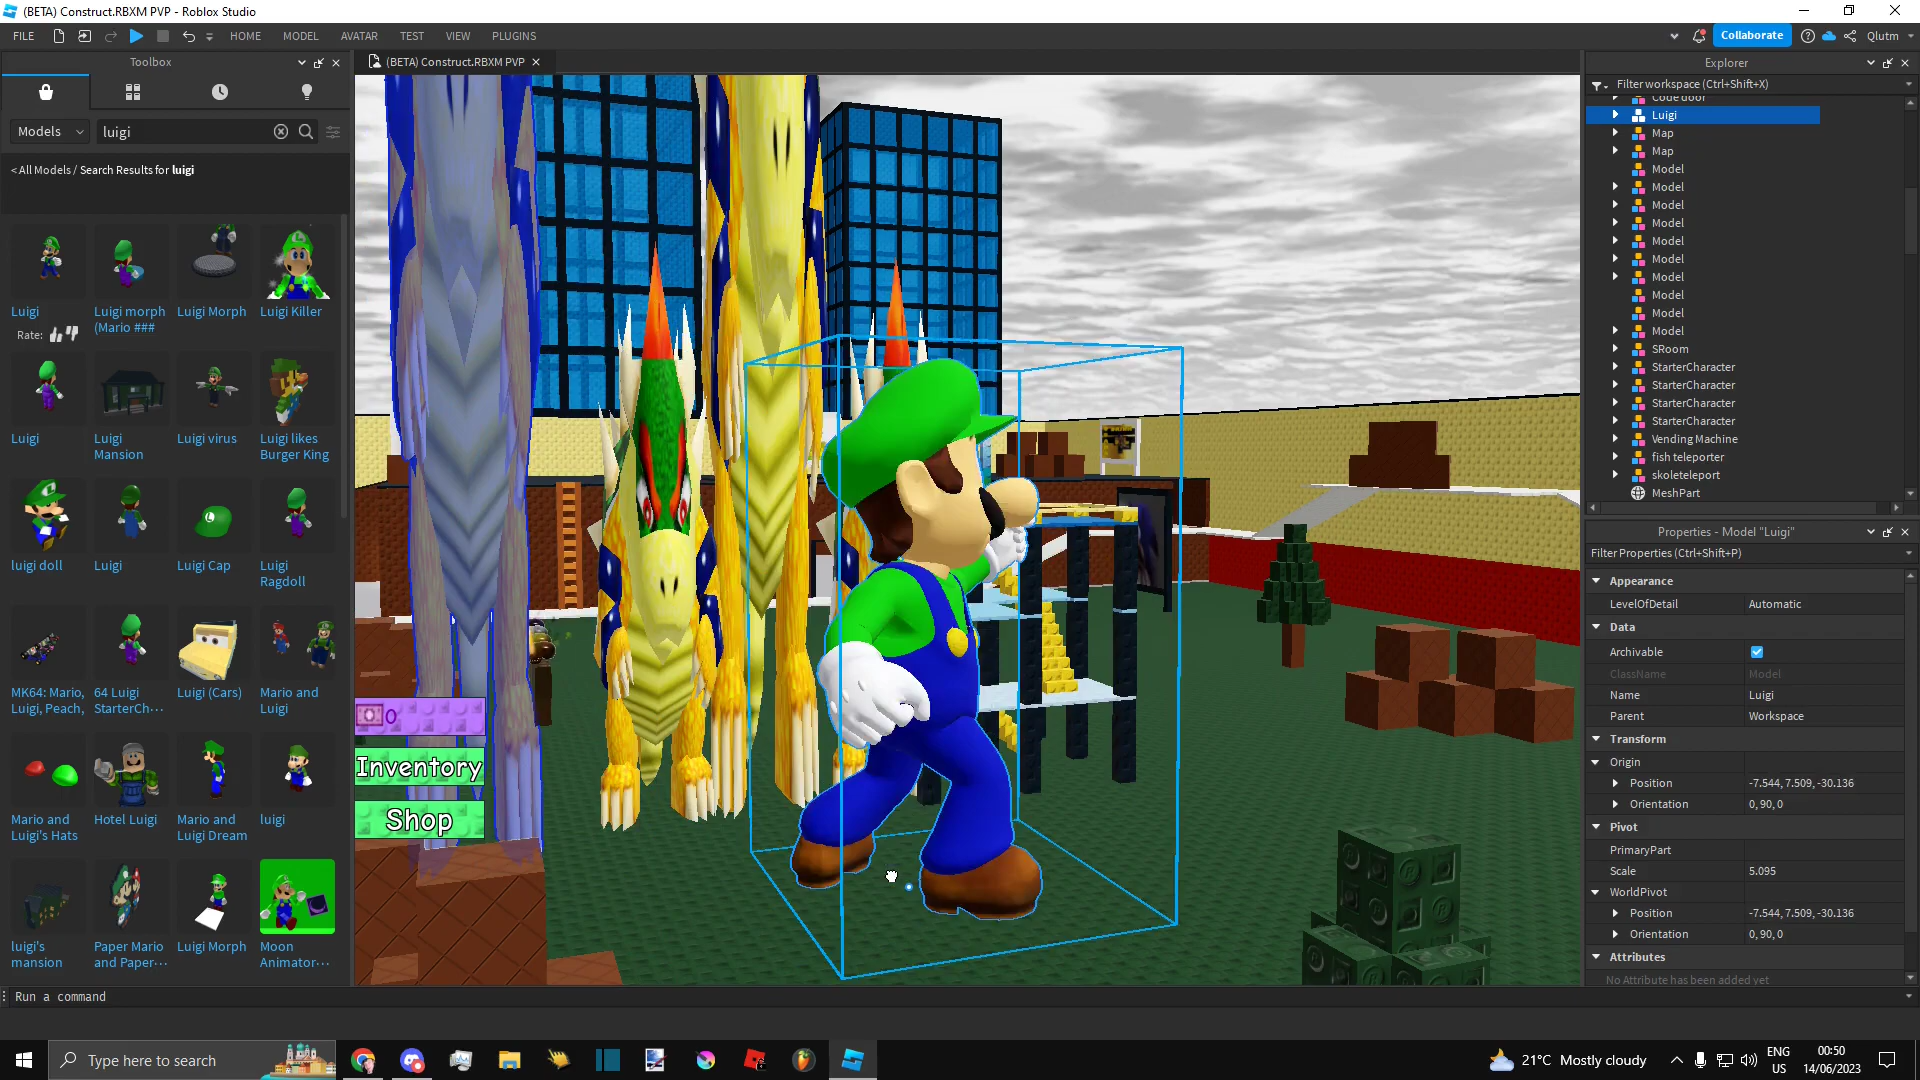 (BETA) Construct.RBXM PVP - Roblox Studio
FILE
HOME
MODEL
AVATAR
TEST
VIEW
PLUGINS
Collaborate
Qlutm
Toolbox
(BETA) Construct.RBXM PVP
Models
luigi
< All Models / Search Results for luigi
Luigi
Luigi morph (Mario ###
Luigi Morph
Luigi Killer
Rate:
Luigi
Luigi Mansion
Luigi virus
Luigi likes Burger King
luigi doll
Luigi
Luigi Cap
Luigi Ragdoll
MK64: Mario, Luigi, Peach,
64 Luigi StarterCh···
Luigi (Cars)
Mario and Luigi
Mario and Luigi's Hats
Hotel Luigi
Mario and Luigi Dream
luigi
luigi's mansion
Paper Mario and Paper···
Luigi Morph
Moon Animator···
0
Inventory
Shop
Explorer
Filter workspace (Ctrl+Shift+X)
Code door
Luigi
Map
Map
Model
Model
Model
Model
Model
Model
Model
Model
Model
Model
SRoom
StarterCharacter
StarterCharacter
StarterCharacter
StarterCharacter
Vending Machine
fish teleporter
skoleteleport
MeshPart
Properties - Model "Luigi"
Filter Properties (Ctrl+Shift+P)
Appearance
LevelOfDetail Automatic
Data
Archivable
ClassName Model
Name Luigi
Parent Workspace
Transform
Origin
Position -7.544, 7.509, -30.136
Orientation 0, 90, 0
Pivot
PrimaryPart
Scale 5.095
WorldPivot
Position -7.544, 7.509, -30.136
Orientation 0, 90, 0
Attributes
No Attribute has been added yet
Run a command
Type here to search
21°C Mostly cloudy
ENG
US
00:50
14/06/2023